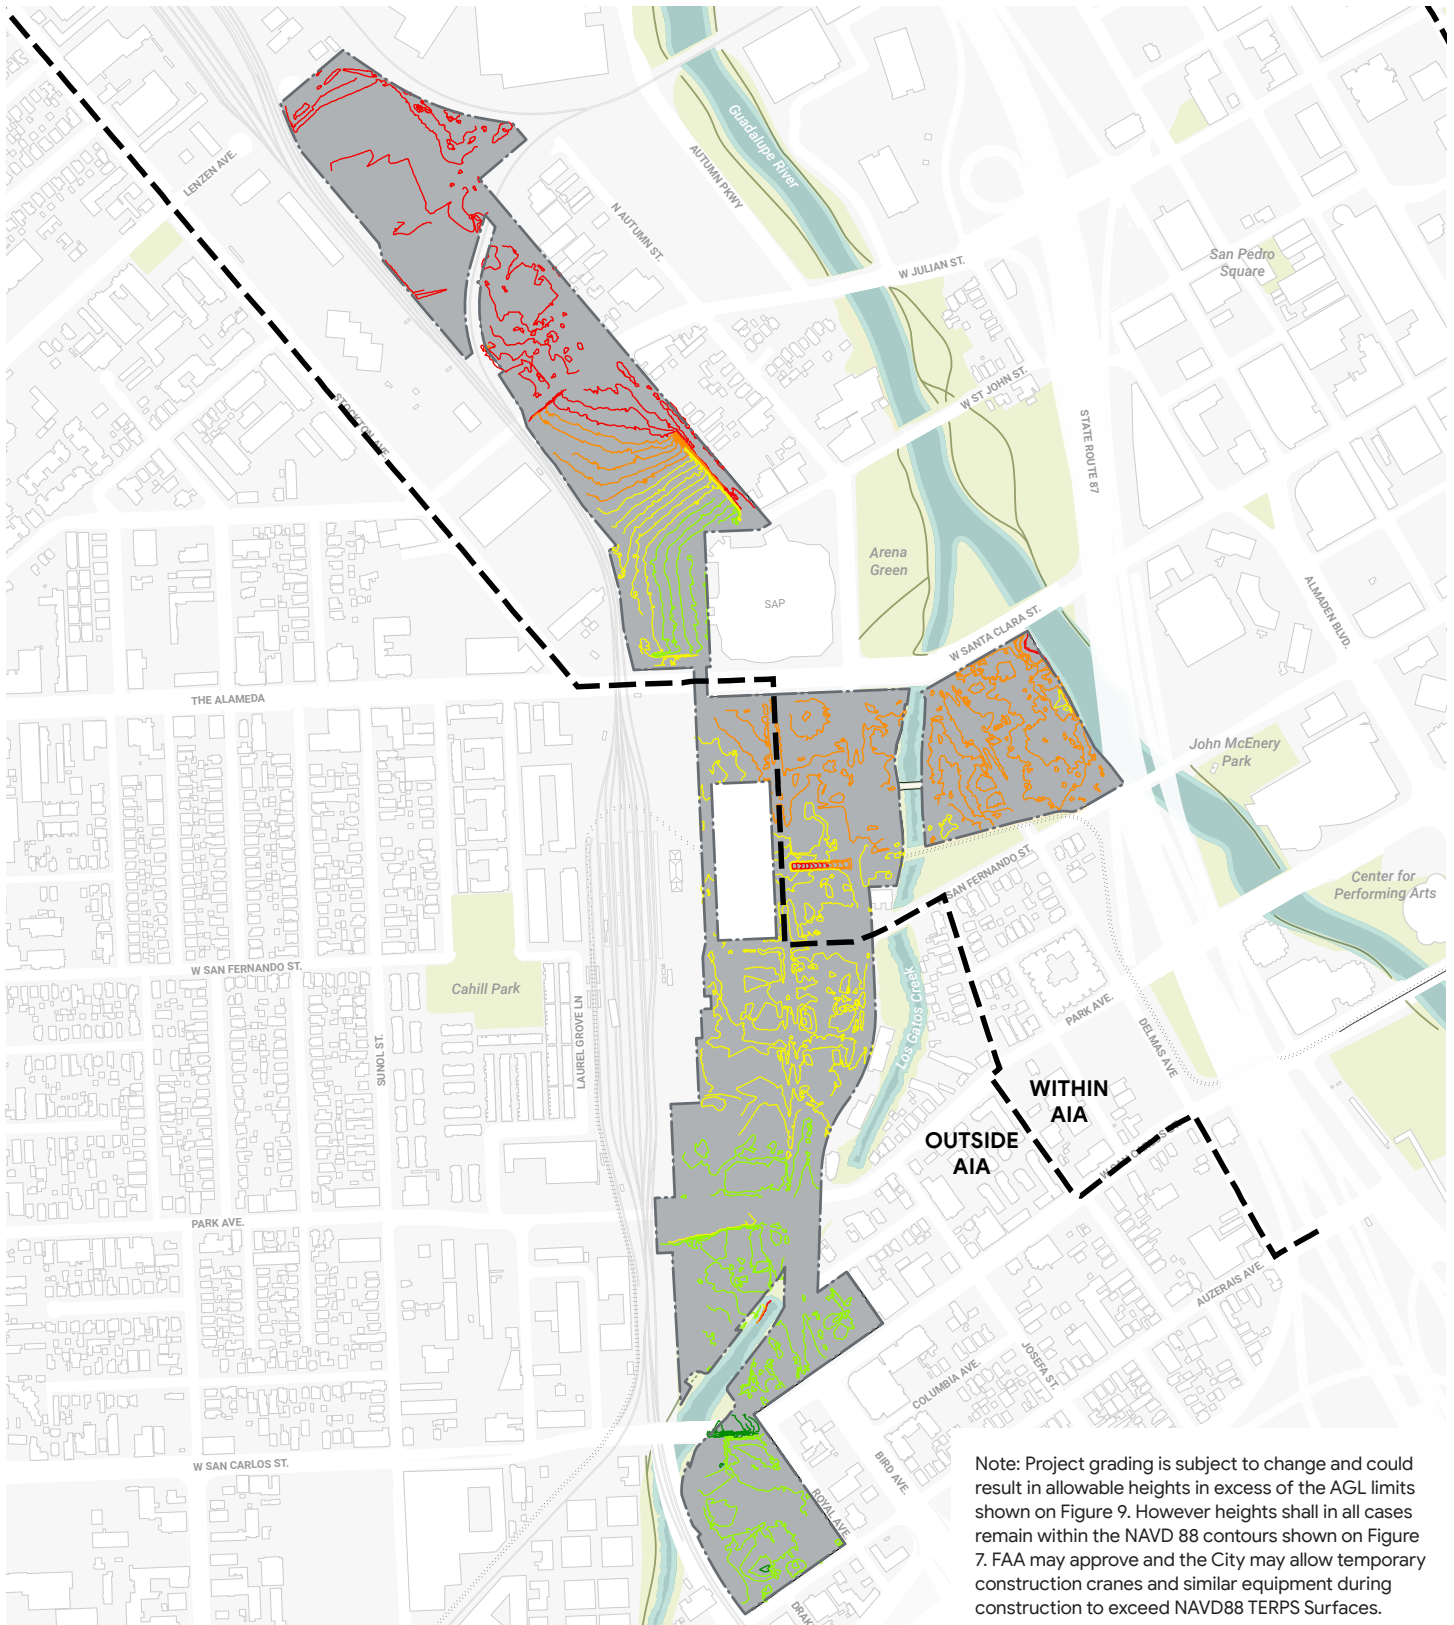 Guadalupe River
LENZEN AVE.
AUTUMN PKWY
N AUTUMN ST.
W JULIAN ST.
San Pedro
Square
W ST JOHN ST.
STOCKTON AVE.
STATE ROUTE 87
Arena
Green
SAP
ALMADEN BLVD.
W SANTA CLARA ST.
THE ALAMEDA
John McEnery
Park
SAN FERNANDO ST.
Center for
Performing Arts
W SAN FERNANDO ST.
Cahill Park
Los Gatos Creek
LAUREL GROVE LN
SUNOL ST.
PARK AVE.
DELMAS AVE
WITHIN
AIA
OUTSIDE
AIA
PARK AVE.
AUZERAIS AVE.
JOSEFA ST.
COLUMBIA AVE.
BIRD AVE.
W SAN CARLOS ST.
ROYAL AVE.
DRAK
Note: Project grading is subject to change and could
result in allowable heights in excess of the AGL limits
shown on Figure 9. However heights shall in all cases
remain within the NAVD 88 contours shown on Figure
7. FAA may approve and the City may allow temporary
construction cranes and similar equipment during
construction to exceed NAVD88 TERPS Surfaces.